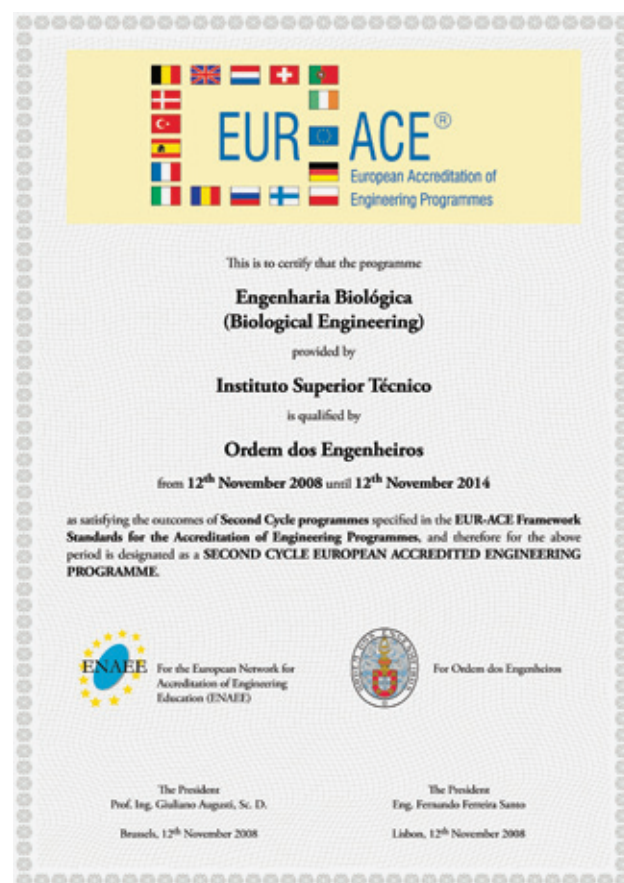 EUR ACE®
European Accreditation of
Engineering Programmes
This is to certify that the programme
Engenharia Biológica
(Biological Engineering)
provided by
Instituto Superior Técnico
is qualified by
Ordem dos Engenheiros
from 12th November 2008 until 12th November 2014
as satisfying the outcomes of Second Cycle programmes specified in the EUR-ACE Framework
Standards for the Accreditation of Engineering Programmes, and therefore for the above
period is designated as a SECOND CYCLE EUROPEAN ACCREDITED ENGINEERING
PROGRAMME.
ENAEE
For the European Network for
Accreditation of Engineering
Education (ENAEE)
For Ordem dos Engenheiros
The President
Prof. Ing. Giuliano Augusti, Sc. D.
Brussels, 12th November 2008
The President
Eng. Fernando Ferreira Santo
Lisbon, 12th November 2008